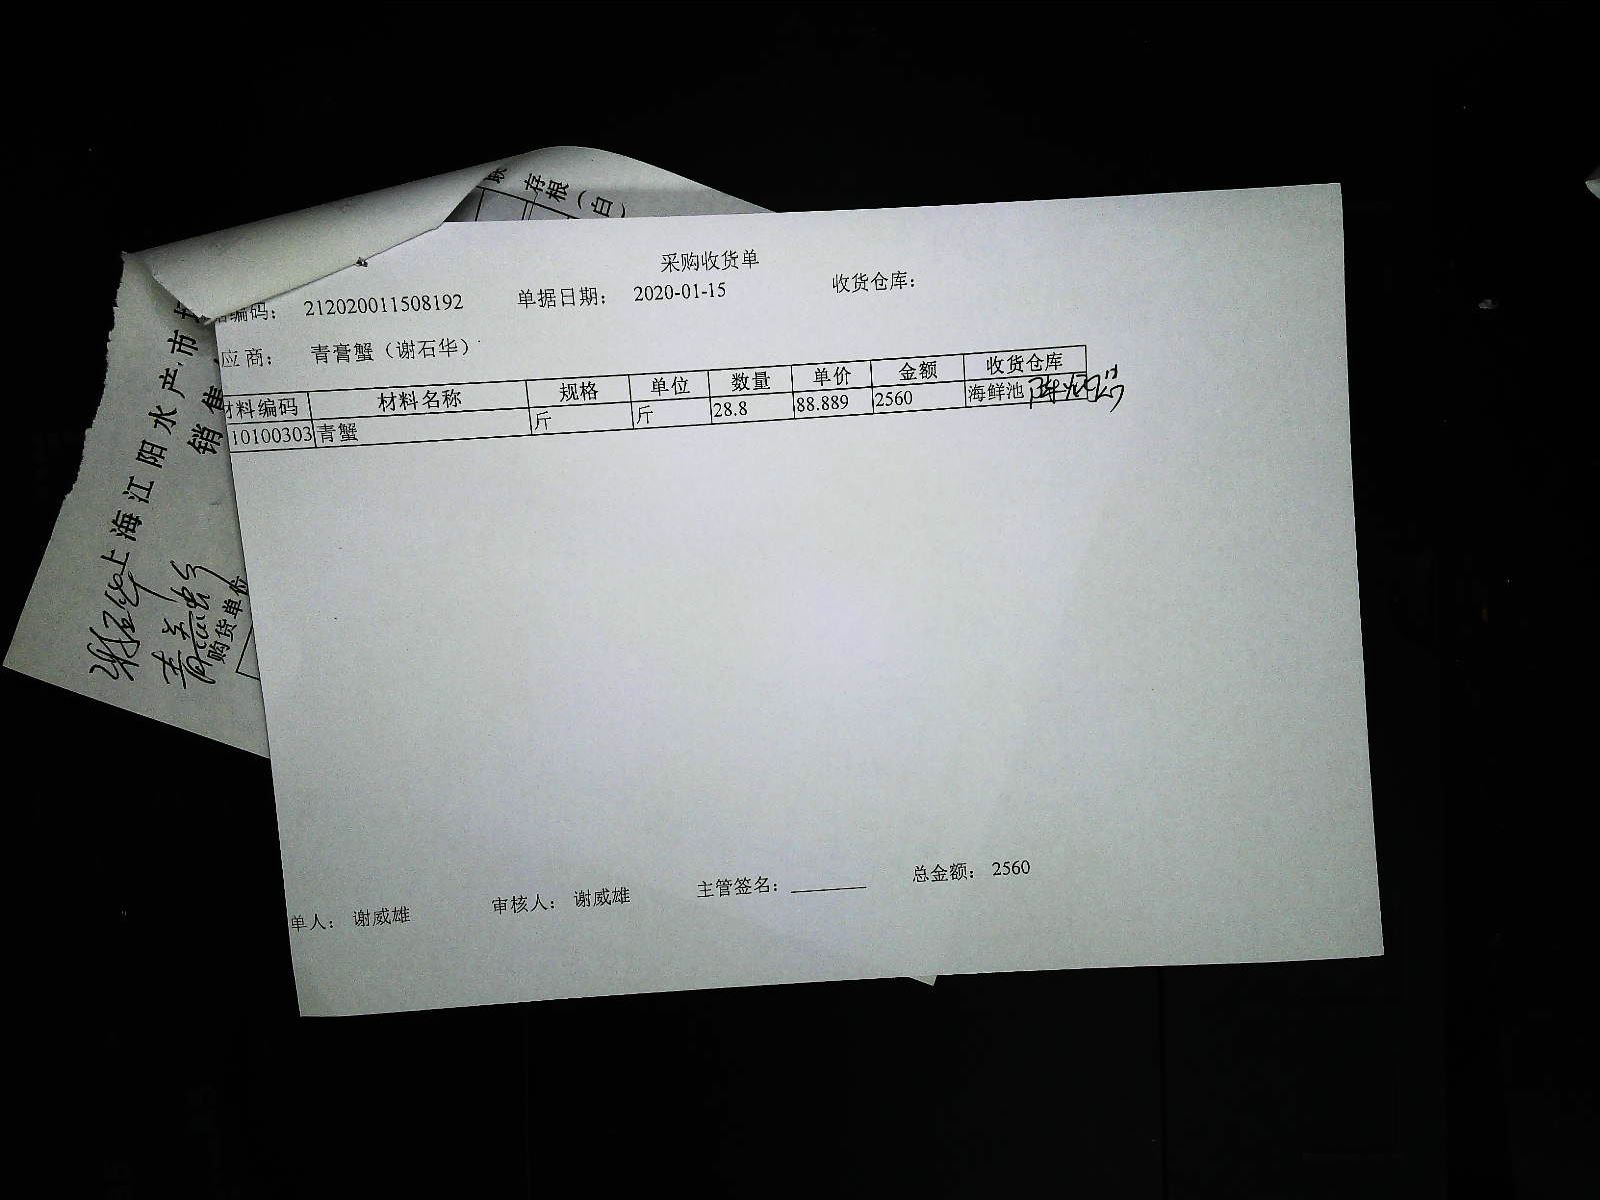 存根（白）
采购收货单
编码： 212020011508192 单据日期： 2020-01-15 收货仓库：
应商： 青膏蟹（谢石华）
材料编码 材料名称 规格 单位 数量 单价 金额 收货仓库
10100303 青蟹 斤 斤 28.8 88.889 2560 海鲜池
单人： 谢威雄 审核人： 谢威雄 主管签名： 总金额： 2560
上海江阳水产市
销售
购货单位
谢石华